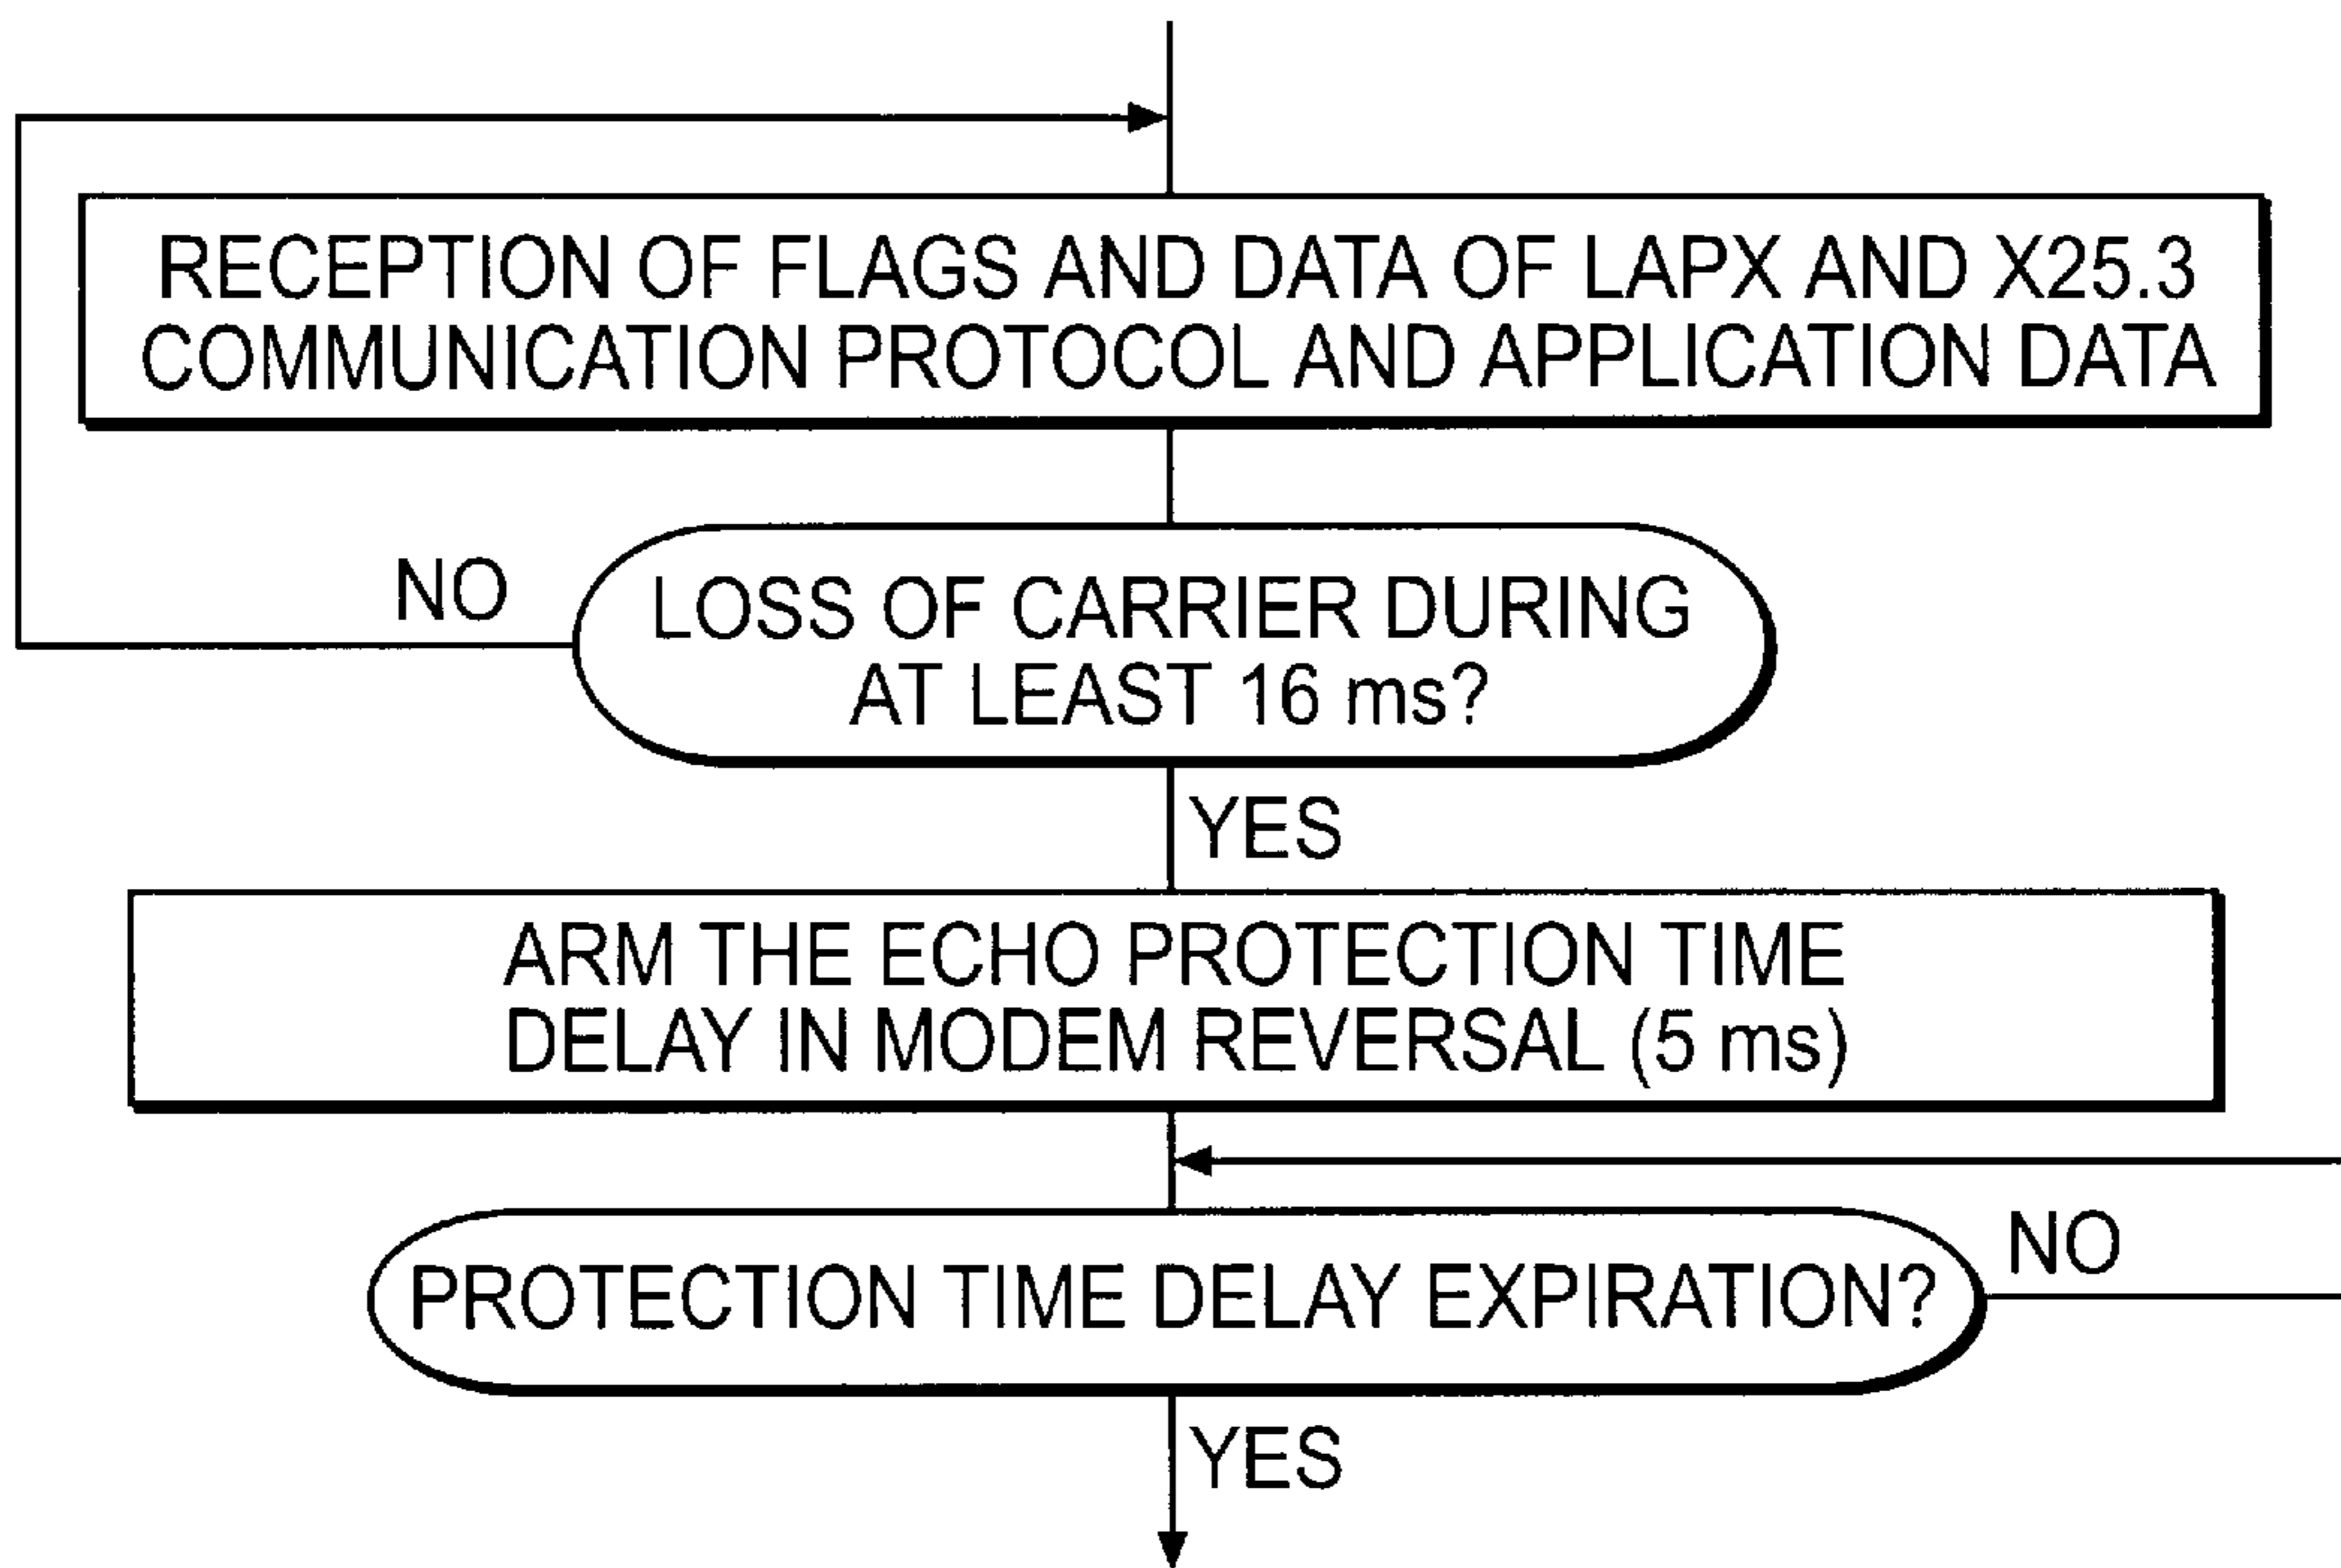 RECEPTION OF FLAGS AND DATA OF LAPX AND X25.3
COMMUNICATION PROTOCOL AND APPLICATION DATA
NO
LOSS OF CARRIER DURING
AT LEAST 16 ms?
YES
ARM THE ECHO PROTECTION TIME
DELAY IN MODEM REVERSAL (5 ms)
NO
PROTECTION TIME DELAY EXPIRATION?
YES